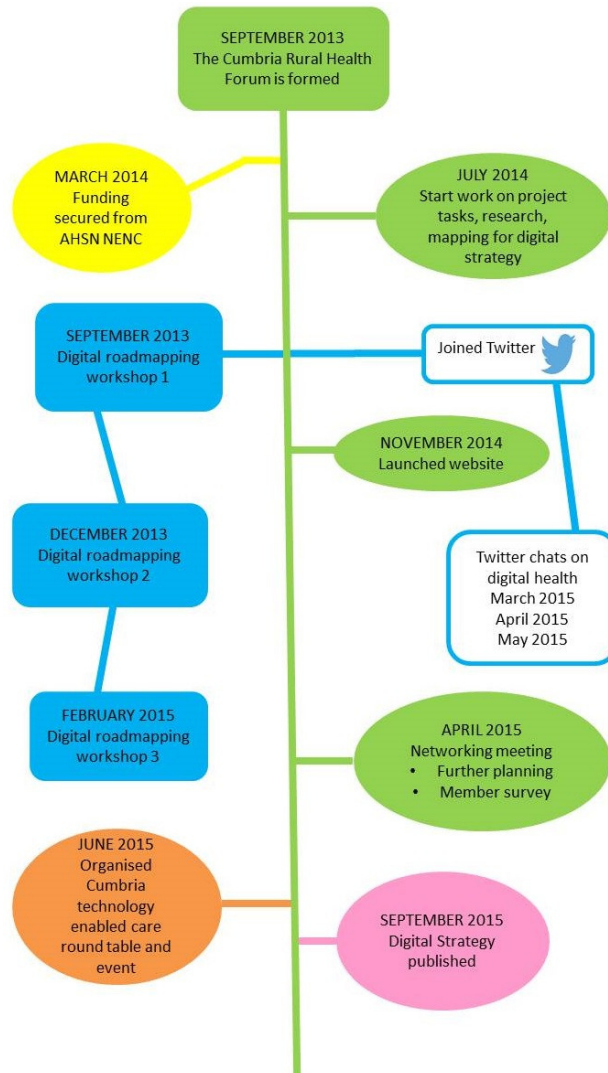 SEPTEMBER 2013
The Cumbria Rural Health
Forum is formed
MARCH 2014
Funding
secured from
AHSN NENC
JULY 2014
Start work on project
tasks, research,
mapping for digital
strategy
SEPTEMBER 2013
Digital roadmapping
workshop 1
Joined Twitter
NOVEMBER 2014
Launched website
DECEMBER 2013
Digital roadmapping
workshop 2
Twitter chats on
digital health
March 2015
April 2015
May 2015
FEBRUARY 2015
Digital roadmapping
workshop 3
APRIL 2015
Networking meeting
• Further planning
• Member survey
JUNE 2015
Organised
Cumbria
technology
enabled care
round table and
event
SEPTEMBER 2015
Digital Strategy
published